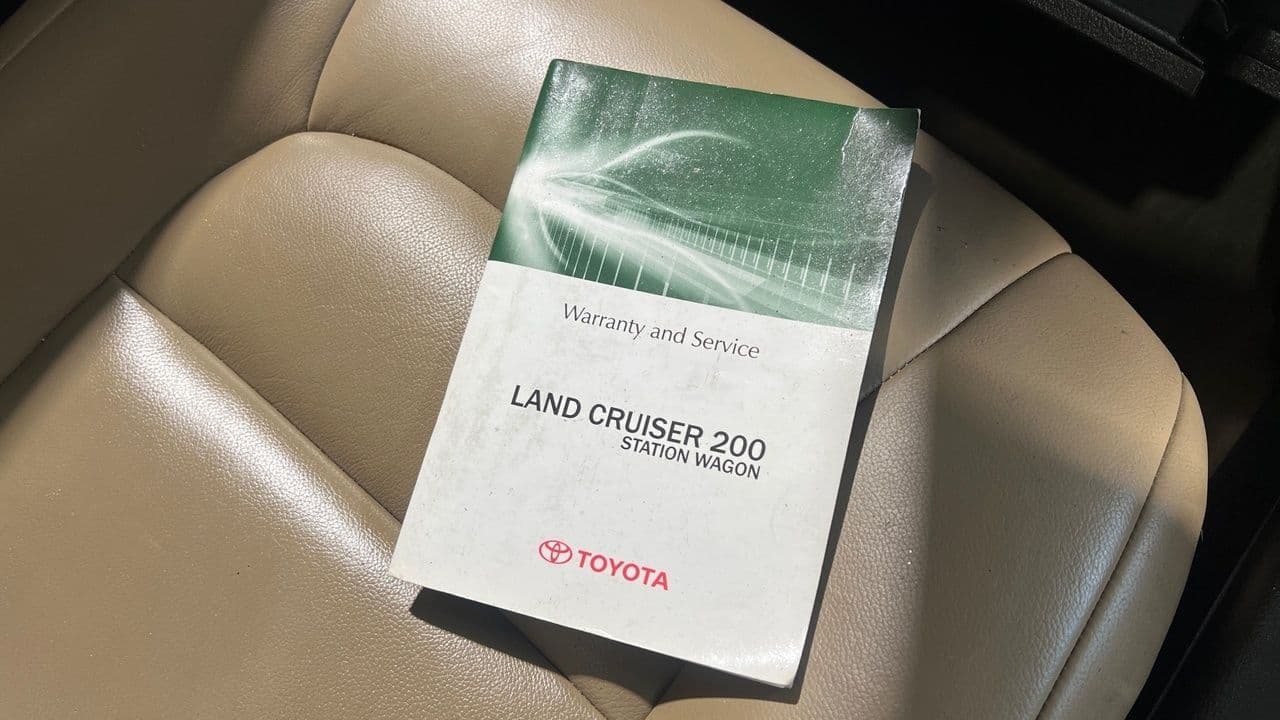 Warranty and Service
LAND CRUISER 200
STATION WAGON
TOYOTA